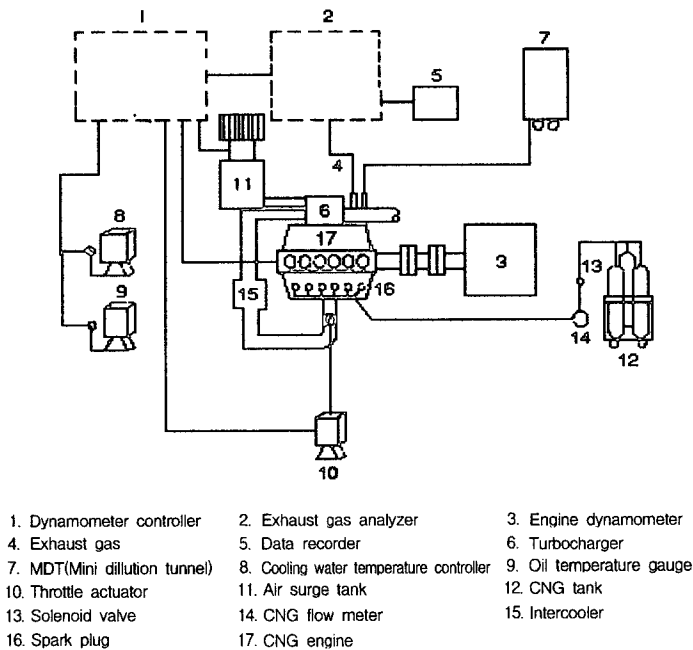 1
2
7
5
4
11
6
8
17
3
13
9
15
16
14
12
10
1. Dynamometer controller
2. Exhaust gas analyzer
3. Engine dynamometer
4. Exhaust gas
5. Data recorder
6. Turbocharger
7. MDT(Mini dillution tunnel)
8. Cooling water temperature controller
9. Oil temperature gauge
10. Throttle actuator
11. Air surge tank
12. CNG tank
13. Solenoid valve
14. CNG flow meter
15. Intercooler
16. Spark plug
17. CNG engine